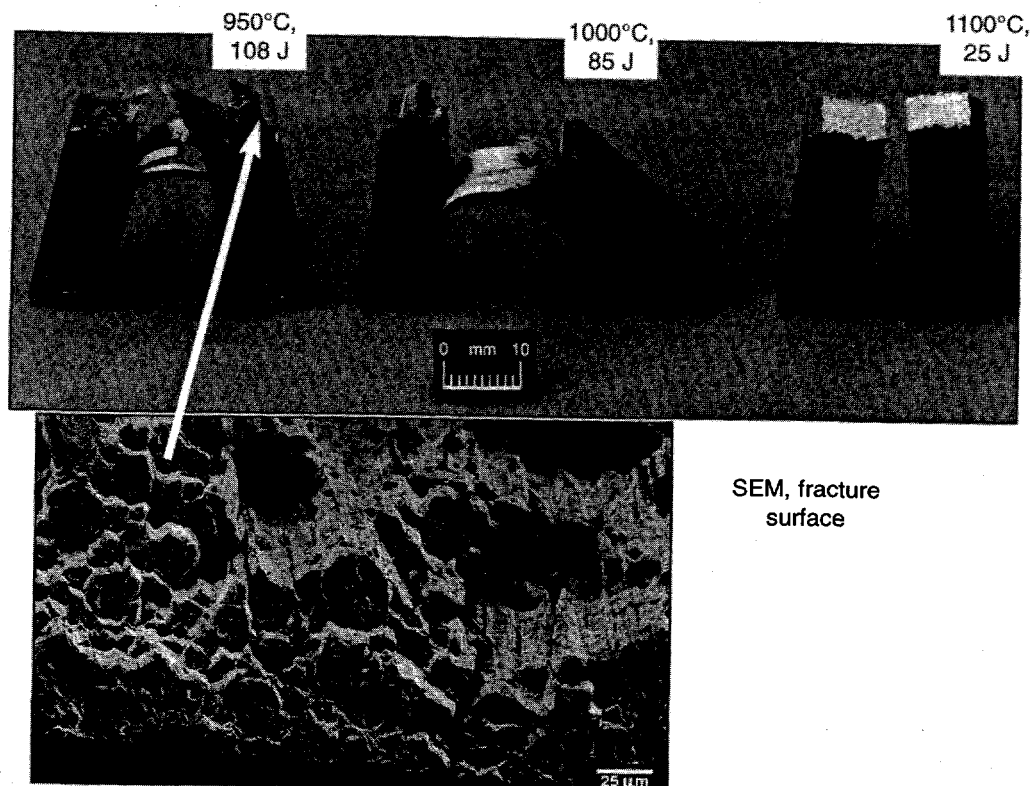 950°C,
108 J
1000°C,
85 J
1100°C,
25 J
0 mm 10
SEM, fracture
surface
25 µm